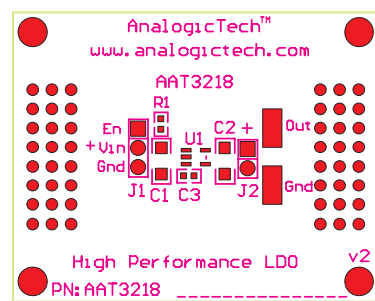 AnalogicTech™
www.analogictech.com
AAT3218
R1
En
U1
C2 +
Out
+Vin
Gnd
Gnd
J1
C1 C3
J2
High Performance LDO
v2
PN:AAT3218 _______________